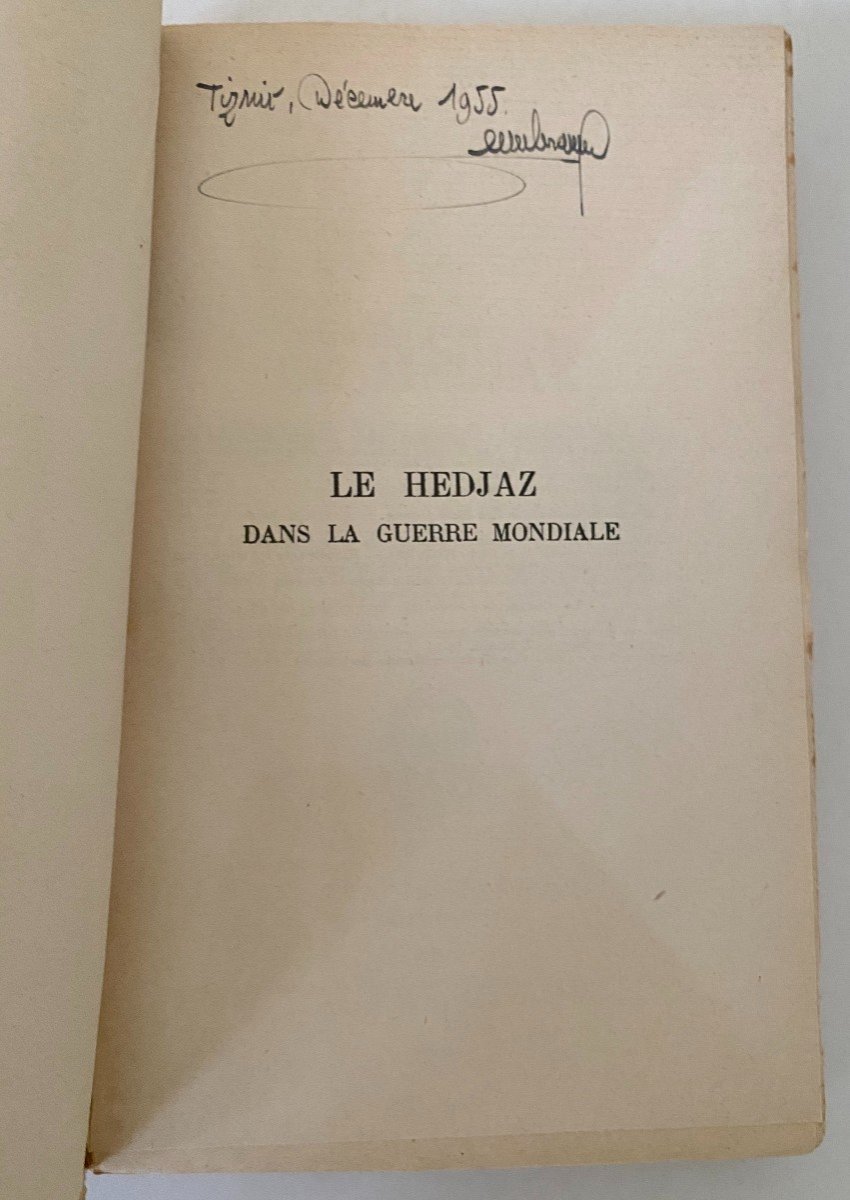 Tiznit, Décembre 1955.
LE HEDJAZ
DANS LA GUERRE MONDIALE